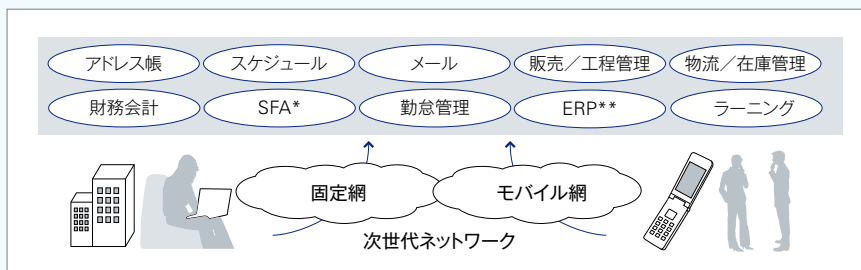 アドレス帳 スケジュール メール 販売／工程管理 物流／在庫管理
財務会計 SFA* 勤怠管理 ERP** ラーニング
固定網 モバイル網
次世代ネットワーク